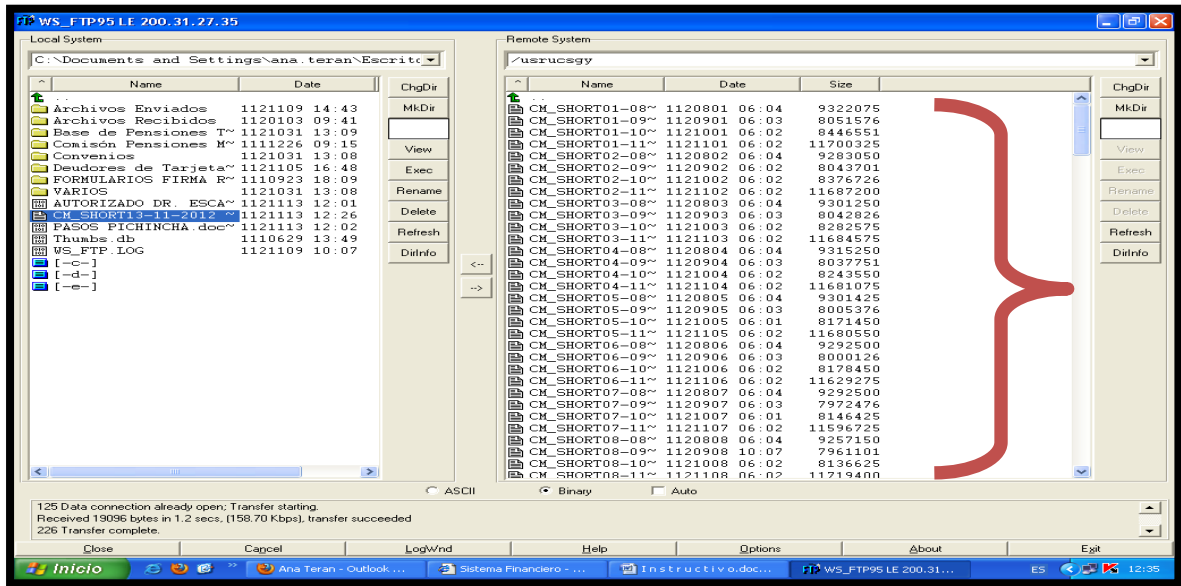 WS_FTP95 LE 200.31.27.35
Local System
C:\Documents and Settings\ana.teran\Escrito
^ Name Date
..
Archivos Enviados 1121109 14:43
Archivos Recibidos 1120103 09:41
Base de Pensiones T~ 1121031 13:09
Comisón Pensiones M~ 1111226 09:15
Convenios 1121031 13:08
Deudores de Tarjeta~ 1121105 16:48
FORMULARIOS FIRMA R~ 1110923 18:09
VARIOS 1121031 13:08
AUTORIZADO DR. ESCA~ 1121113 12:01
CM_SHORT13-11-2012 ~ 1121113 12:26
PASOS PICHINCHA.doc~ 1121113 12:02
Thumbs.db 1110629 13:49
WS_FTP.LOG 1121109 10:07
[-c-]
[-d-]
[-e-]
ChgDir
MkDir
View
Exec
Rename
Delete
Refresh
DirInfo
<--
-->
Remote System
/usrucsgy
^ Name Date Size
..
CM_SHORT01-08~ 1120801 06:04 9322075
CM_SHORT01-09~ 1120901 06:03 8051576
CM_SHORT01-10~ 1121001 06:02 8446551
CM_SHORT01-11~ 1121101 06:02 11700325
CM_SHORT02-08~ 1120802 06:04 9283050
CM_SHORT02-09~ 1120902 06:04 8043701
CM_SHORT02-10~ 1121002 06:02 8376726
CM_SHORT02-11~ 1121102 06:02 11687200
CM_SHORT03-08~ 1120803 06:04 9301250
CM_SHORT03-09~ 1120903 06:03 8042826
CM_SHORT03-10~ 1121003 06:02 8282575
CM_SHORT03-11~ 1121103 06:02 11684575
CM_SHORT04-08~ 1120804 06:04 9315250
CM_SHORT04-09~ 1120904 06:03 8037751
CM_SHORT04-10~ 1121004 06:02 8243550
CM_SHORT04-11~ 1121104 06:02 11681075
CM_SHORT05-08~ 1120805 06:04 9301425
CM_SHORT05-09~ 1120905 06:03 8005376
CM_SHORT05-10~ 1121005 06:01 8171450
CM_SHORT05-11~ 1121105 06:02 11680550
CM_SHORT06-08~ 1120806 06:04 9292500
CM_SHORT06-09~ 1120906 06:03 8000126
CM_SHORT06-10~ 1121006 06:02 8178450
CM_SHORT06-11~ 1121106 06:02 11629275
CM_SHORT07-08~ 1120807 06:04 9292500
CM_SHORT07-09~ 1120907 06:03 7972476
CM_SHORT07-10~ 1121007 06:01 8146425
CM_SHORT07-11~ 1121107 06:02 11596725
CM_SHORT08-08~ 1120808 06:04 9257150
CM_SHORT08-09~ 1120908 10:07 7961101
CM_SHORT08-10~ 1121008 06:02 8136625
CM_SHORT08-11~ 1121108 06:02 11719400
ChgDir
MkDir
View
Exec
Rename
Delete
Refresh
DirInfo
ASCII Binary Auto
125 Data connection already open; Transfer starting.
Received 19096 bytes in 1.2 secs, (158.70 Kbps), transfer succeeded
226 Transfer complete.
Close Cancel LogWnd Help Options About Exit
Inicio » Ana Teran - Outlook ... Sistema Financiero - ... Instructivo.doc... WS_FTP95 LE 200.31... ES 12:35